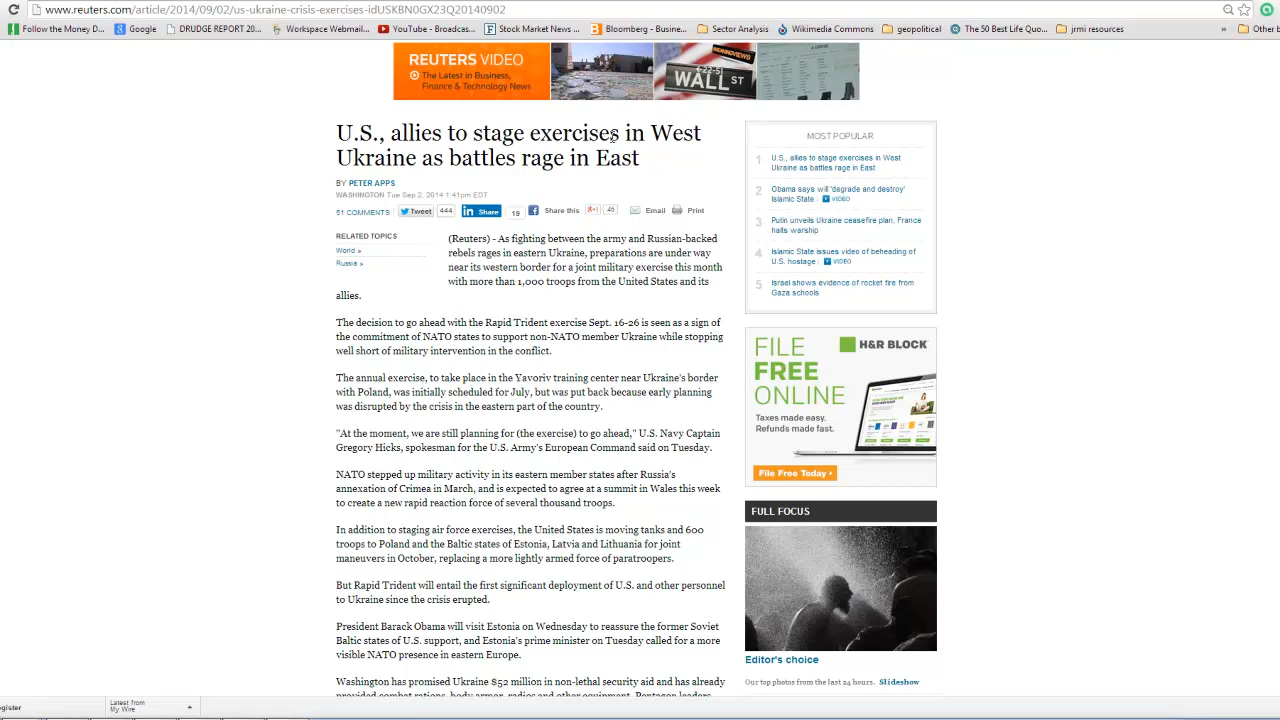 www.reuters.com/article/2014/09/02/us-ukraine-crisis-exercises-idUSKBN0GX23Q20140902
Follow the Money D... Google DRUDGE REPORT 20... Workspace Webmail... YouTube - Broadcas... Stock Market News ... Bloomberg - Busine... Sector Analysis Wikimedia Commons geopolitical The 50 Best Life Quo... jrmi resources » Other
REUTERS VIDEO
The Latest in Business,
Finance & Technology News
WALL ST
U.S., allies to stage exercises in West
Ukraine as battles rage in East
BY PETER APPS
WASHINGTON Tue Sep 2, 2014 1:41pm EDT
51 COMMENTS Tweet 444 in Share 18 Share this 46 Email Print
RELATED TOPICS
World »
Russia »
(Reuters) - As fighting between the army and Russian-backed
rebels rages in eastern Ukraine, preparations are under way
near its western border for a joint military exercise this month
with more than 1,000 troops from the United States and its
allies.
The decision to go ahead with the Rapid Trident exercise Sept. 16-26 is seen as a sign of
the commitment of NATO states to support non-NATO member Ukraine while stopping
well short of military intervention in the conflict.
The annual exercise, to take place in the Yavoriv training center near Ukraine's border
with Poland, was initially scheduled for July, but was put back because early planning
was disrupted by the crisis in the eastern part of the country.
"At the moment, we are still planning for (the exercise) to go ahead," U.S. Navy Captain
Gregory Hicks, spokesman for the U.S. Army's European Command said on Tuesday.
NATO stepped up military activity in its eastern member states after Russia's
annexation of Crimea in March, and is expected to agree at a summit in Wales this week
to create a new rapid reaction force of several thousand troops.
In addition to staging air force exercises, the United States is moving tanks and 600
troops to Poland and the Baltic states of Estonia, Latvia and Lithuania for joint
maneuvers in October, replacing a more lightly armed force of paratroopers.
But Rapid Trident will entail the first significant deployment of U.S. and other personnel
to Ukraine since the crisis erupted.
President Barack Obama will visit Estonia on Wednesday to reassure the former Soviet
Baltic states of U.S. support, and Estonia's prime minister on Tuesday called for a more
visible NATO presence in eastern Europe.
Washington has promised Ukraine $52 million in non-lethal security aid and has already
provided combat rations, body armor, radios and other equipment. Pentagon leaders
MOST POPULAR
1 U.S., allies to stage exercises in West
Ukraine as battles rage in East
2 Obama says will 'degrade and destroy'
Islamic State | VIDEO
3 Putin unveils Ukraine ceasefire plan, France
halts warship
4 Islamic State issues video of beheading of
U.S. hostage | VIDEO
5 Israel shows evidence of rocket fire from
Gaza schools
FILE
FREE
ONLINE
H&R BLOCK
Taxes made easy.
Refunds made fast.
File Free Today
FULL FOCUS
Editor's choice
Our top photos from the last 24 hours. Slideshow
egister
Latest from
My Wire